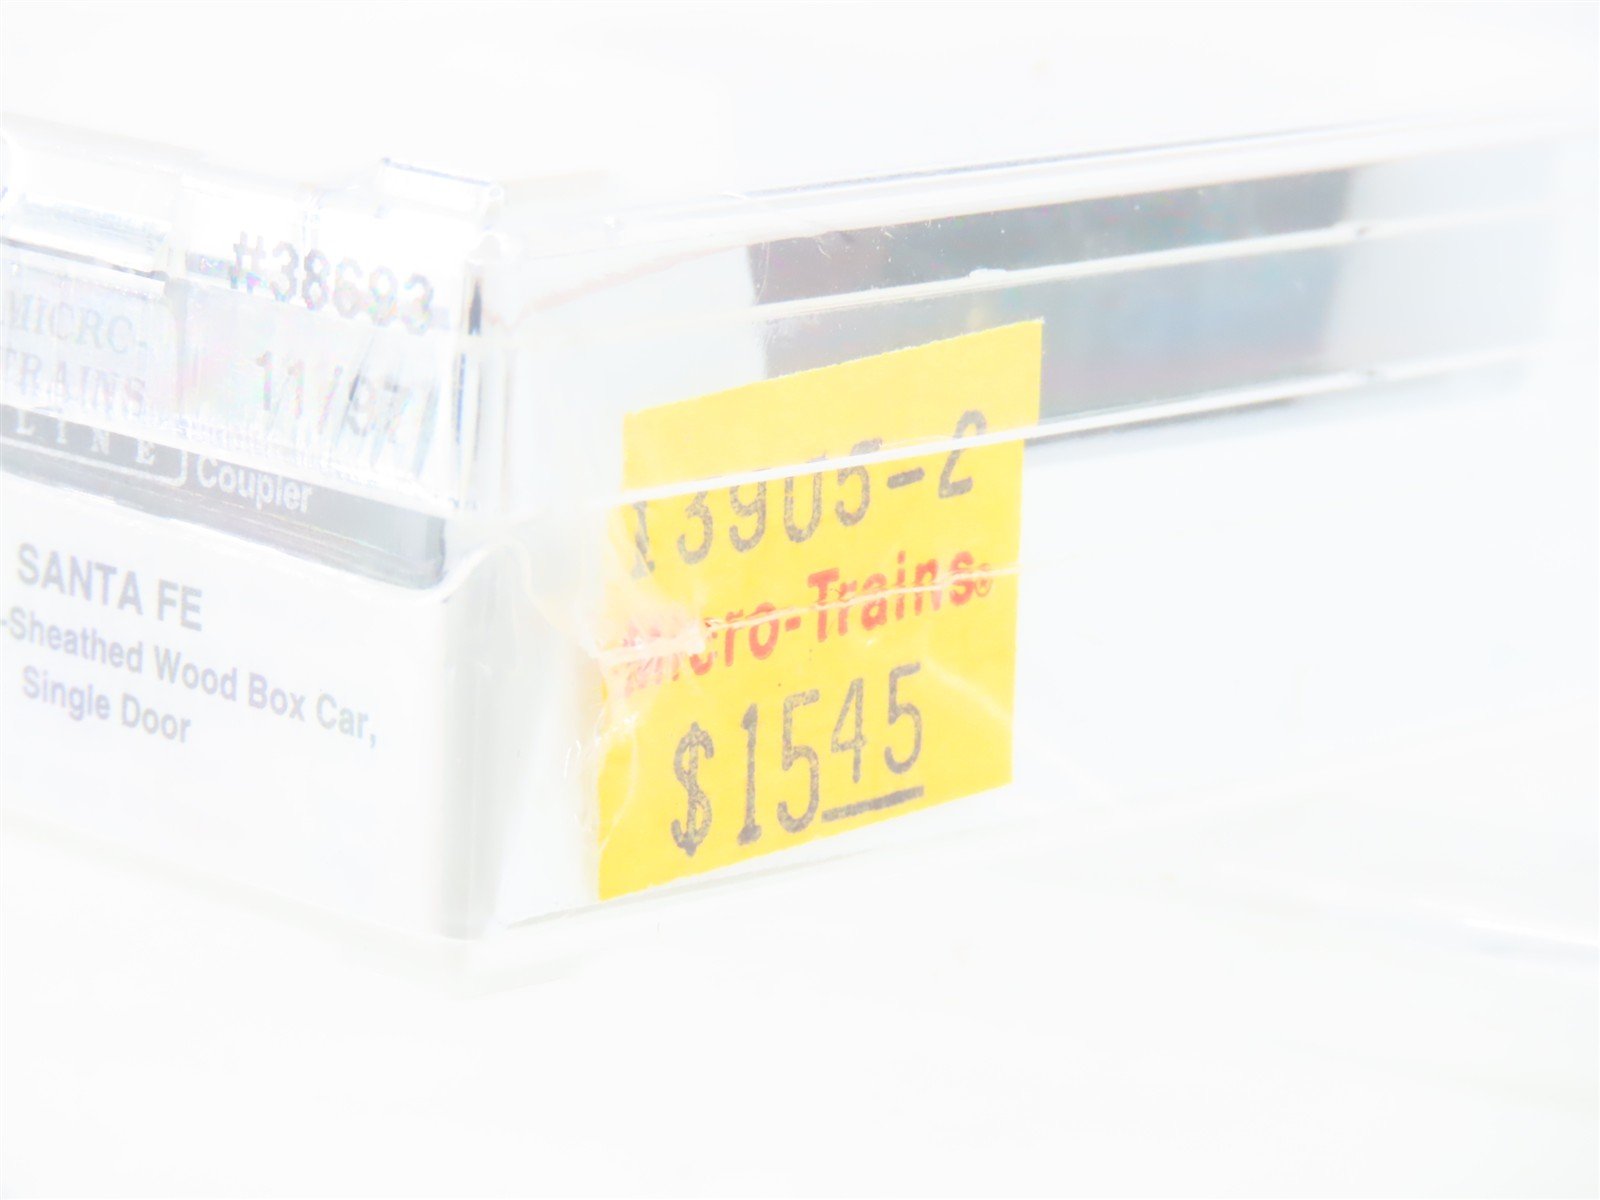 #38693
11/97
MICRO-
TRAINS
LINE
Coupler
SANTA FE
-Sheathed Wood Box Car,
Single Door
13905-2
Micro-Trains®
$1545